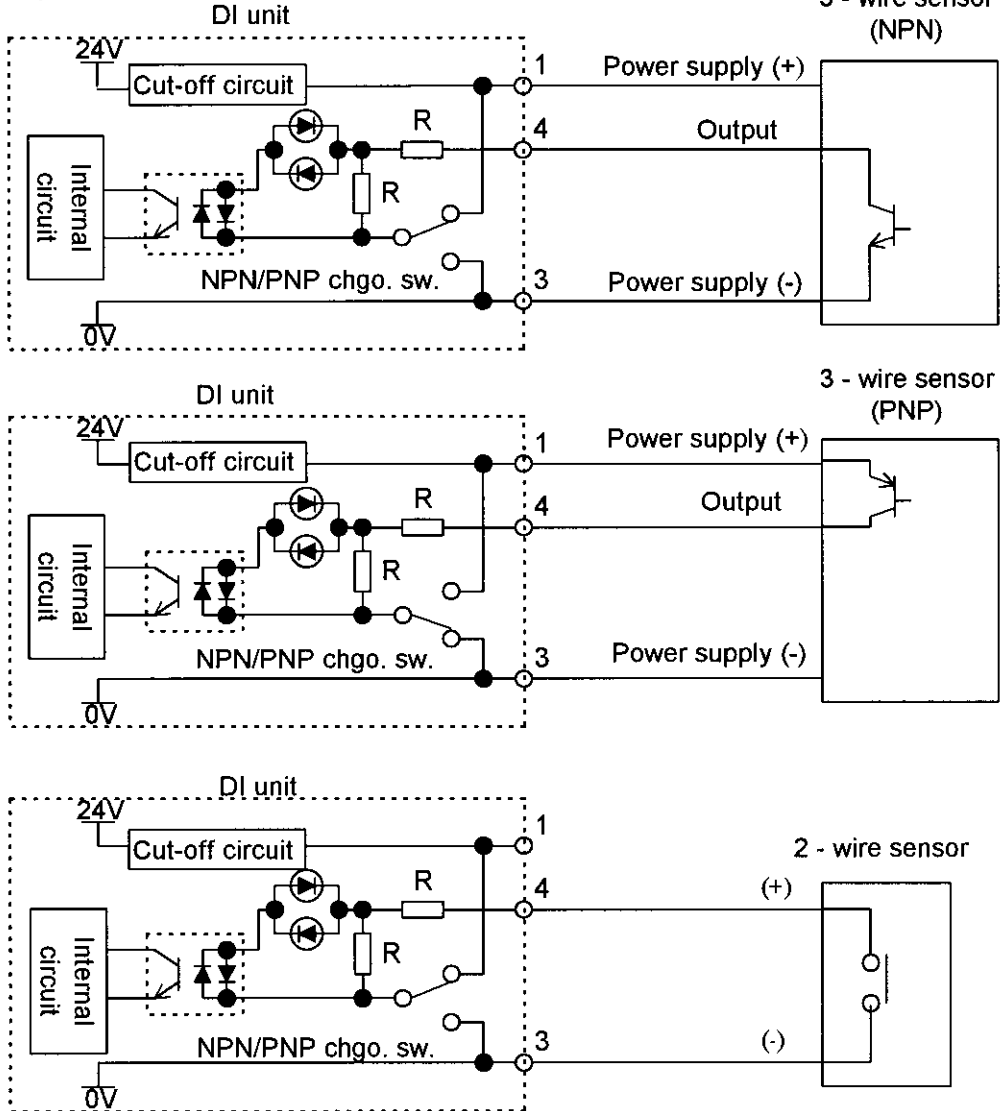 3 - wire sensor
(NPN)
DI unit
24V
Cut-off circuit
1
Power supply (+)
R
4
Output
Internal
circuit
R
NPN/PNP chgo. sw.
3
Power supply (-)
0V
3 - wire sensor
(PNP)
DI unit
24V
Cut-off circuit
1
Power supply (+)
R
4
Output
Internal
circuit
R
NPN/PNP chgo. sw.
3
Power supply (-)
0V
DI unit
24V
Cut-off circuit
1
2 - wire sensor
R
4
(+)
Internal
circuit
R
NPN/PNP chgo. sw.
3
(-)
0V